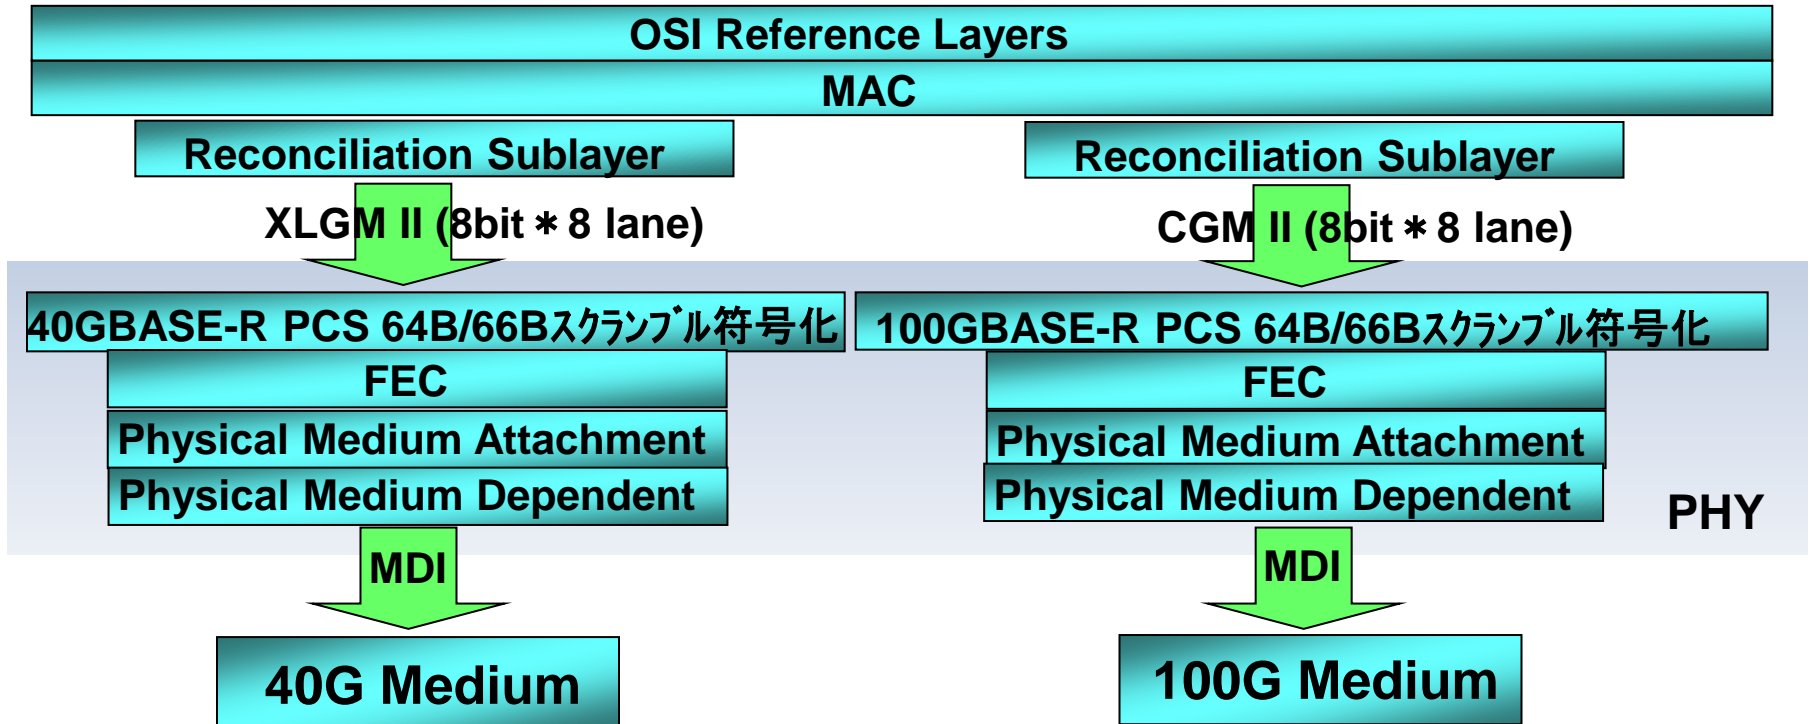 OSI Reference Layers
MAC
Reconciliation Sublayer
Reconciliation Sublayer
XLGM II (8bit＊8 lane)
CGM II (8bit＊8 lane)
40GBASE-R PCS 64B/66Bｽｸﾗﾝﾌﾞﾙ符号化
100GBASE-R PCS 64B/66Bｽｸﾗﾝﾌﾞﾙ符号化
FEC
FEC
Physical Medium Attachment
Physical Medium Attachment
Physical Medium Dependent
Physical Medium Dependent
PHY
MDI
MDI
40G Medium
100G Medium